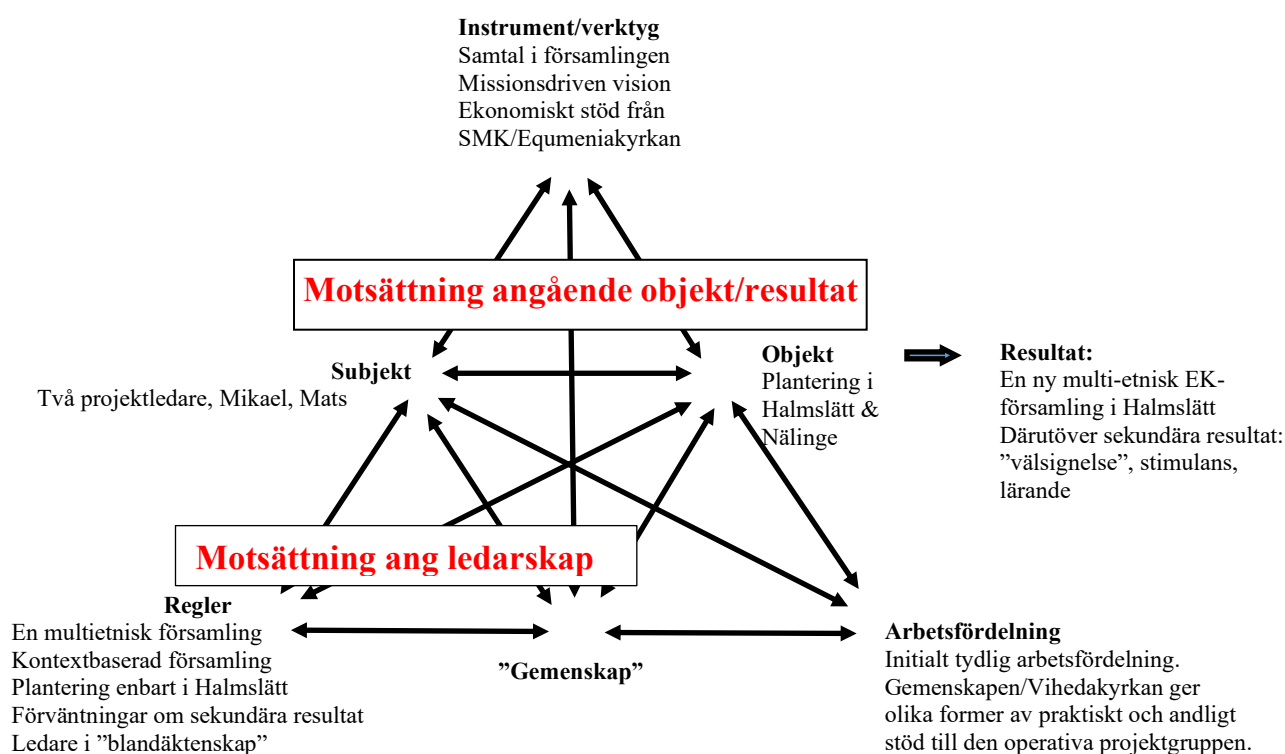 Instrument/verktyg
Samtal i församlingen
Missionsdriven vision
Ekonomiskt stöd från
SMK/Equmeniakyrkan
Motsättning angående objekt/resultat
Subjekt
Två projektledare, Mikael, Mats
Objekt
Plantering i
Halmslätt &
Nälinge
Resultat:
En ny multi-etnisk EK-
församling i Halmslätt
Därutöver sekundära resultat:
”välsignelse”, stimulans,
lärande
Motsättning ang ledarskap
Regler
En multietnisk församling
Kontextbaserad församling
Plantering enbart i Halmslätt
Förväntningar om sekundära resultat
Ledare i ”blandäktenskap”
”Gemenskap”
Arbetsfördelning
Initialt tydlig arbetsfördelning.
Gemenskapen/Vihedakyrkan ger
olika former av praktiskt och andligt
stöd till den operativa projektgruppen.